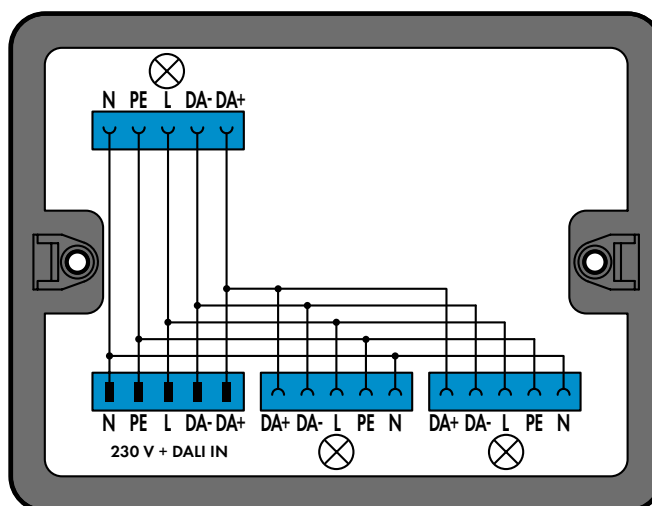 N PE L DA- DA+
N PE L DA- DA+ DA+ DA- L PE N DA+ DA- L PE N
230 V + DALI IN